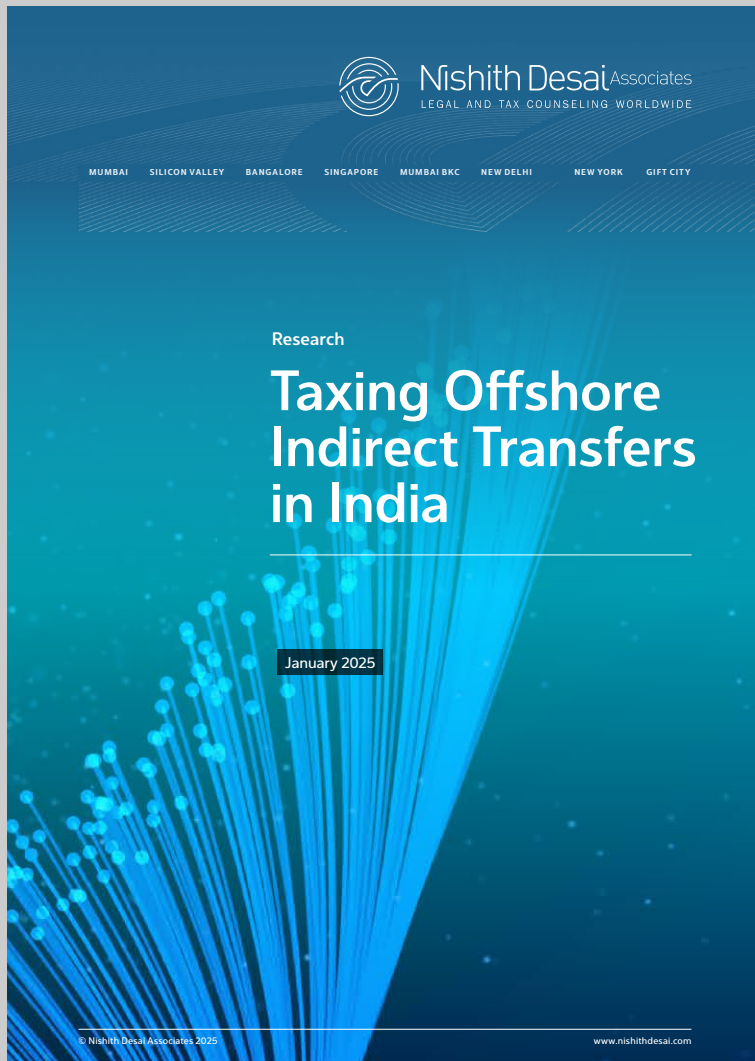 Nishith Desai Associates
LEGAL AND TAX COUNSELING WORLDWIDE
MUMBAI SILICON VALLEY BANGALORE SINGAPORE MUMBAI BKC NEW DELHI NEW YORK GIFT CITY
Research
Taxing Offshore
Indirect Transfers
in India
January 2025
© Nishith Desai Associates 2025 www.nishithdesai.com